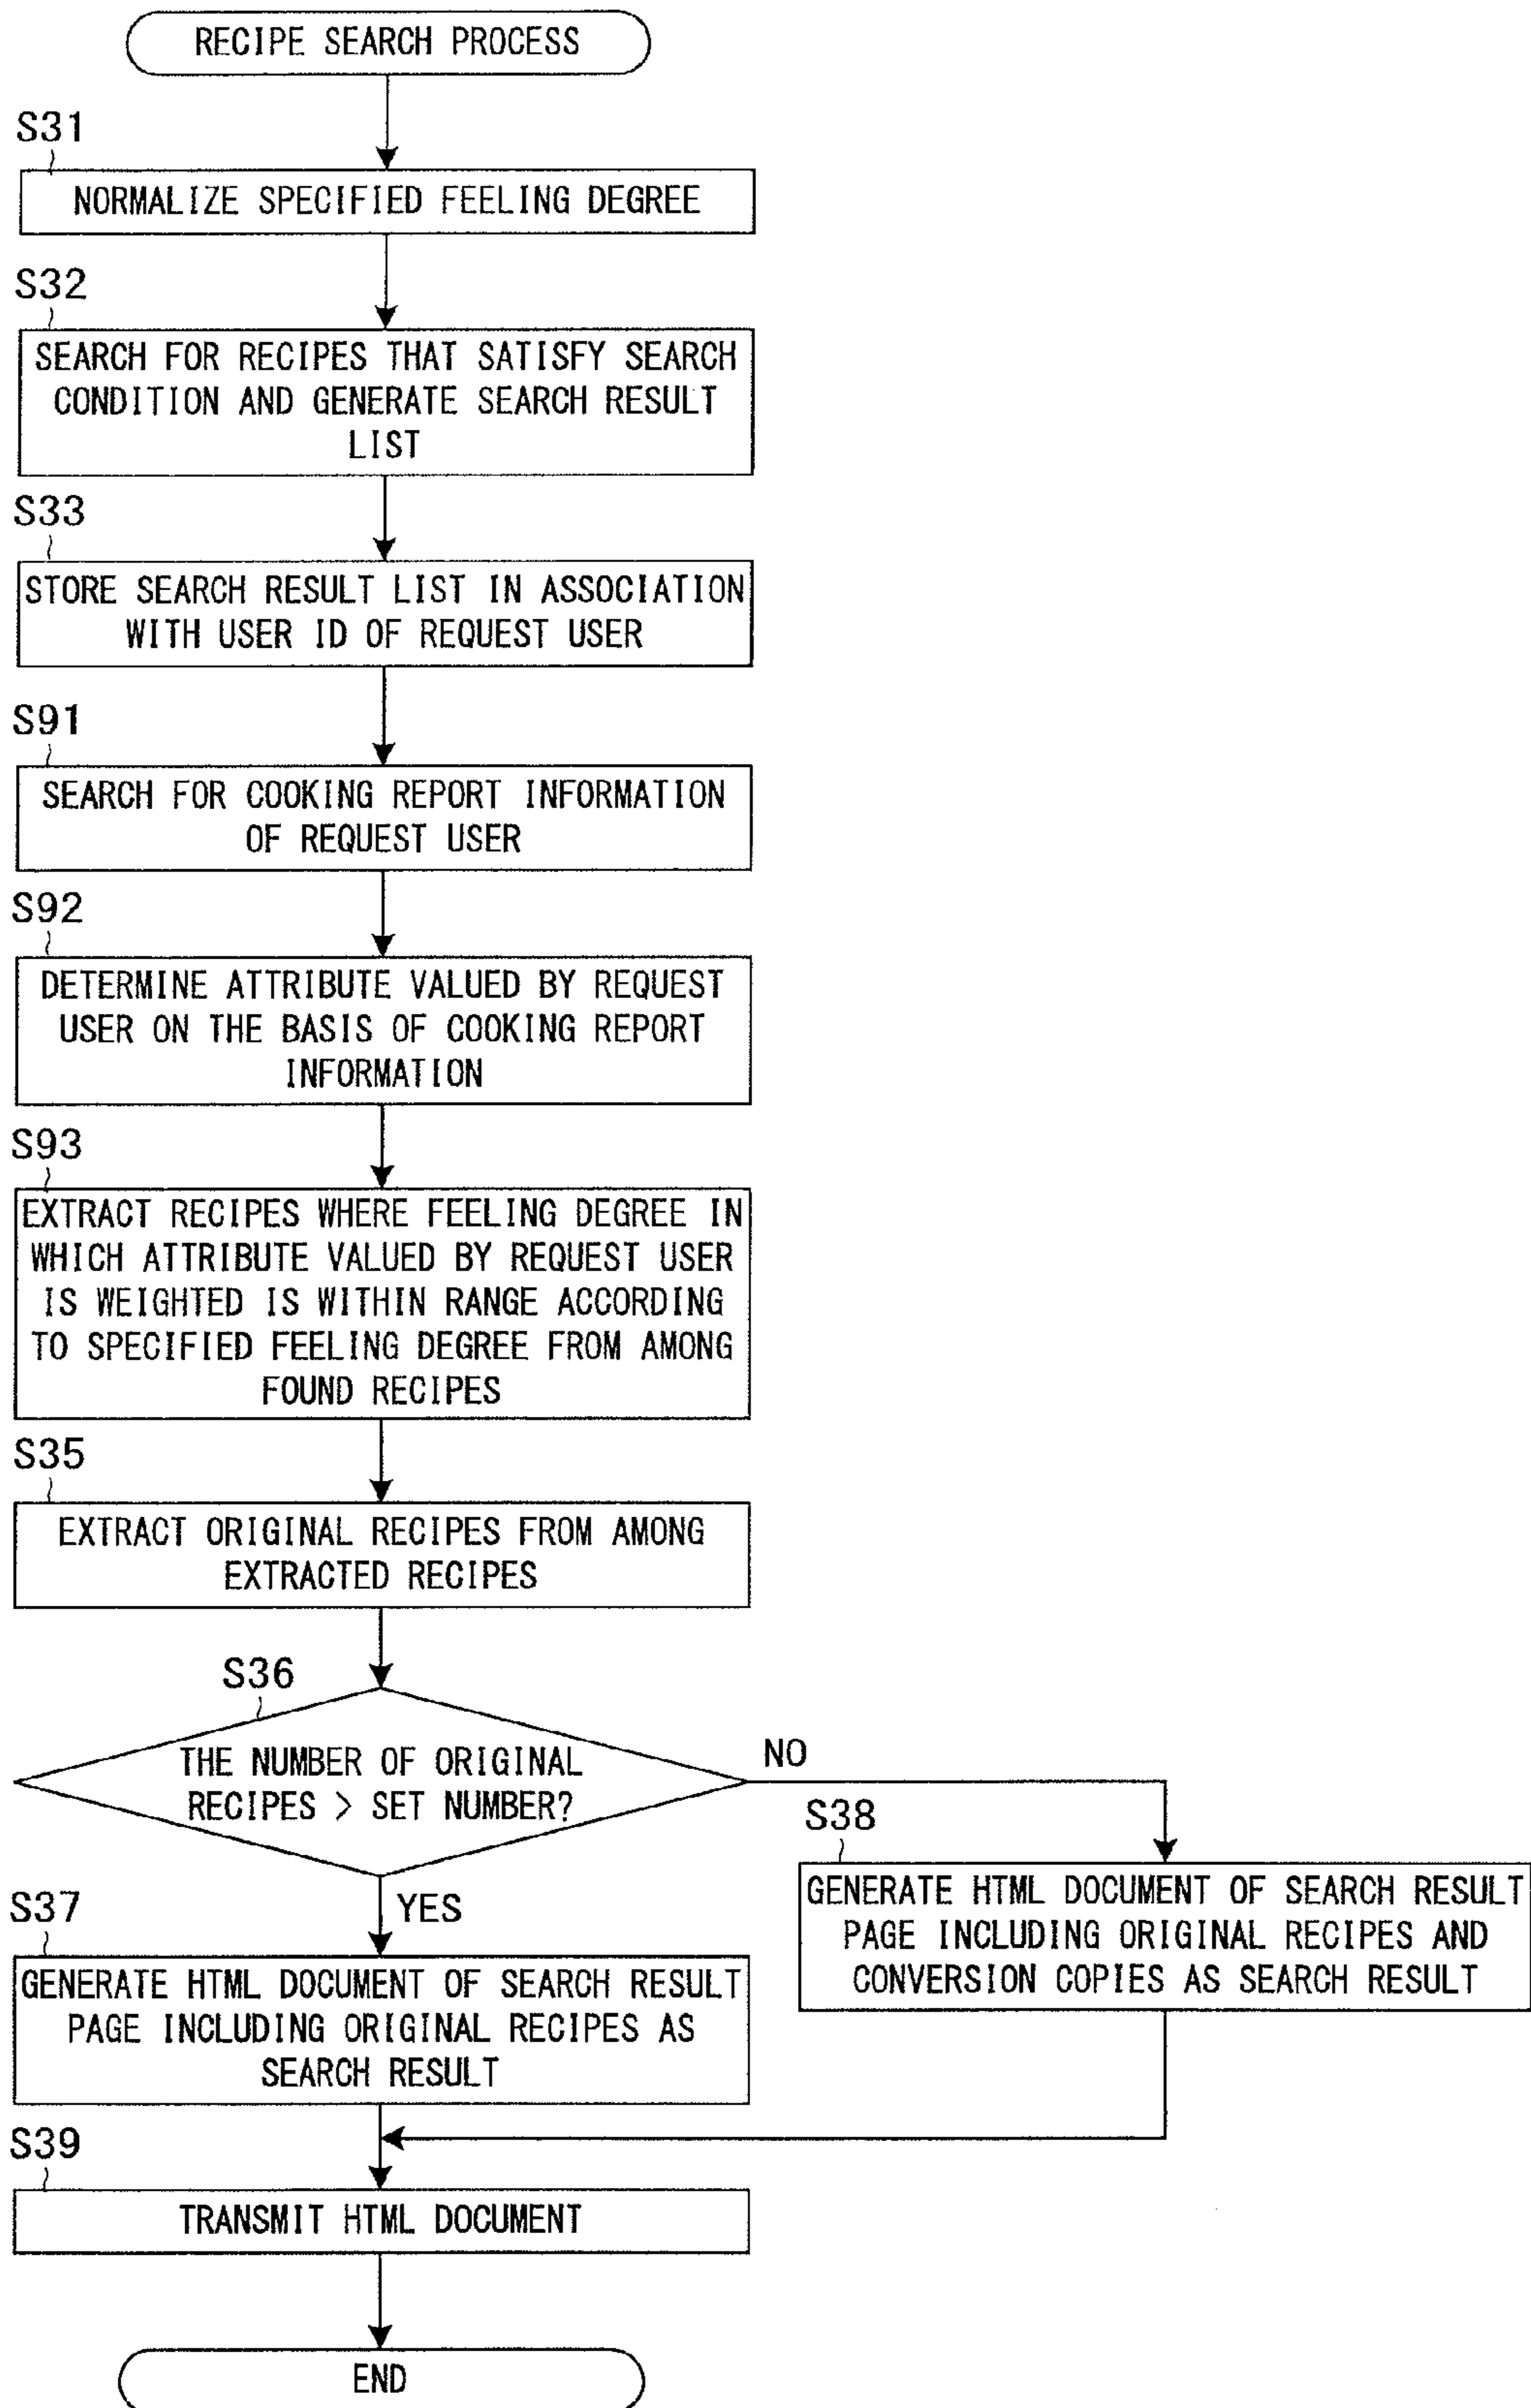 RECIPE SEARCH PROCESS
S31
NORMALIZE SPECIFIED FEELING DEGREE
S32
SEARCH FOR RECIPES THAT SATISFY SEARCH
CONDITION AND GENERATE SEARCH RESULT
LIST
S33
STORE SEARCH RESULT LIST IN ASSOCIATION
WITH USER ID OF REQUEST USER
S91
SEARCH FOR COOKING REPORT INFORMATION
OF REQUEST USER
S92
DETERMINE ATTRIBUTE VALUED BY REQUEST
USER ON THE BASIS OF COOKING REPORT
INFORMATION
S93
EXTRACT RECIPES WHERE FEELING DEGREE IN
WHICH ATTRIBUTE VALUED BY REQUEST USER
IS WEIGHTED IS WITHIN RANGE ACCORDING
TO SPECIFIED FEELING DEGREE FROM AMONG
FOUND RECIPES
S35
EXTRACT ORIGINAL RECIPES FROM AMONG
EXTRACTED RECIPES
S36
THE NUMBER OF ORIGINAL
RECIPES > SET NUMBER?
NO
S38
GENERATE HTML DOCUMENT OF SEARCH RESULT
PAGE INCLUDING ORIGINAL RECIPES AND
CONVERSION COPIES AS SEARCH RESULT
YES
S37
GENERATE HTML DOCUMENT OF SEARCH RESULT
PAGE INCLUDING ORIGINAL RECIPES AS
SEARCH RESULT
S39
TRANSMIT HTML DOCUMENT
END